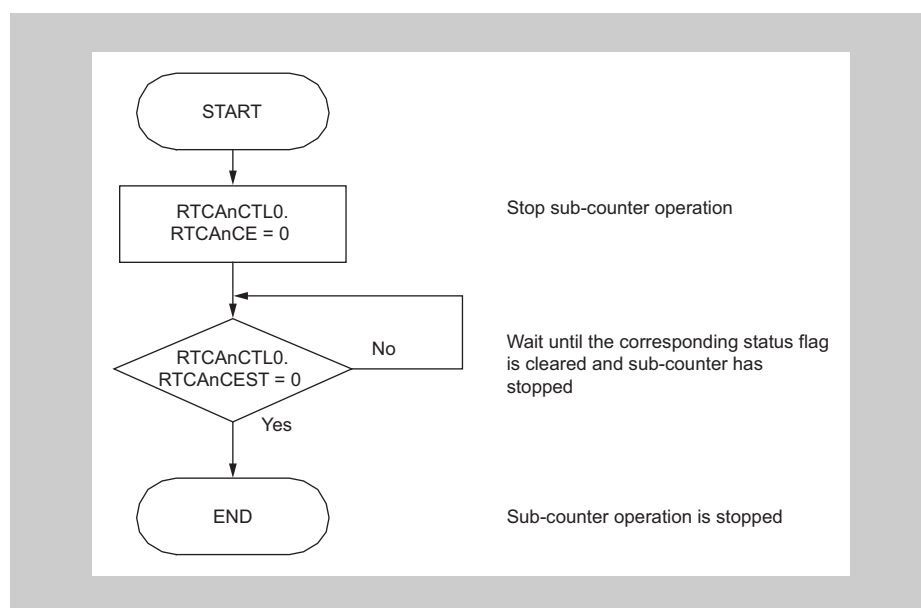 START
RTCAnCTL0.
RTCAnCE = 0
Stop sub-counter operation
RTCAnCTL0.
RTCAnCEST = 0
No
Wait until the corresponding status flag
is cleared and sub-counter has
stopped
Yes
END
Sub-counter operation is stopped